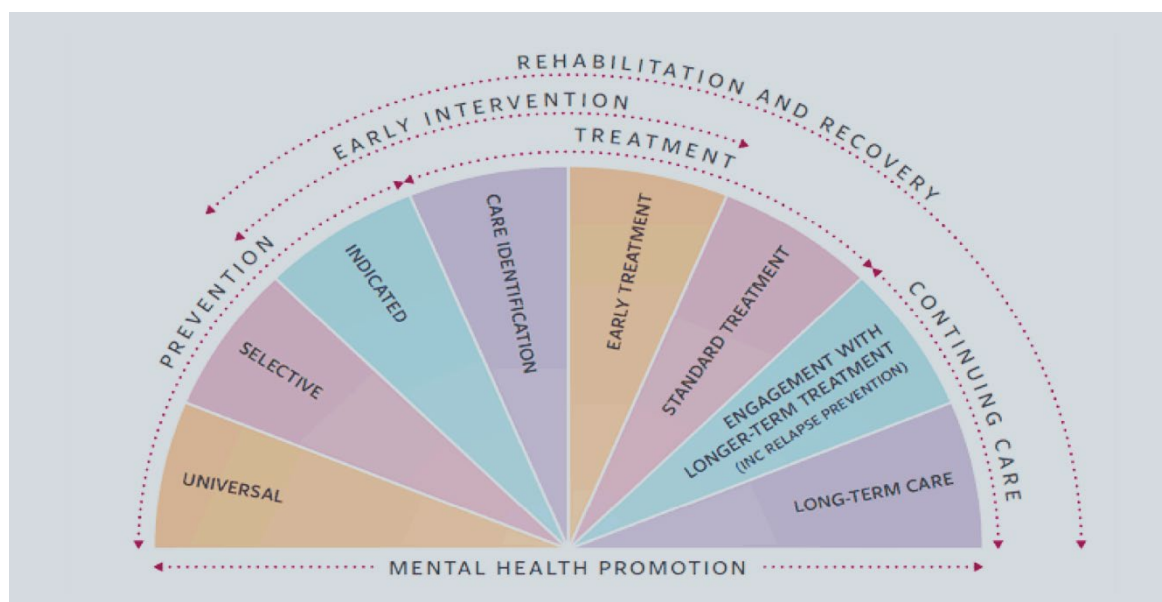 REHABILITATION AND RECOVERY
EARLY INTERVENTION
TREATMENT
PREVENTION
CONTINUING CARE
UNIVERSAL
SELECTIVE
INDICATED
CARE IDENTIFICATION
EARLY TREATMENT
STANDARD TREATMENT
ENGAGEMENT WITH
LONGER-TERM TREATMENT
(INC RELAPSE PREVENTION)
LONG-TERM CARE
MENTAL HEALTH PROMOTION